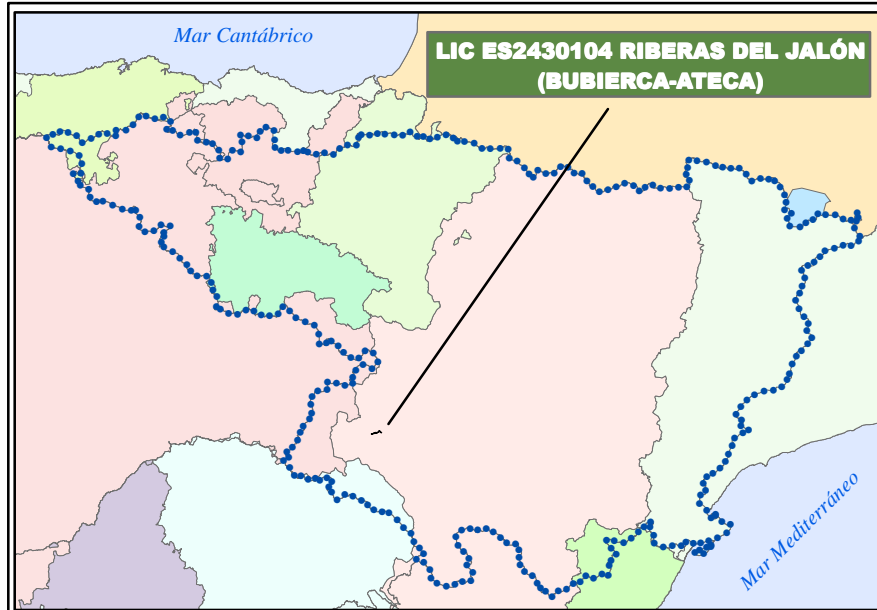 Mar Cantábrico
LIC ES2430104 RIBERAS DEL JALÓN
(BUBIERCA-ATECA)
Mar Mediterráneo